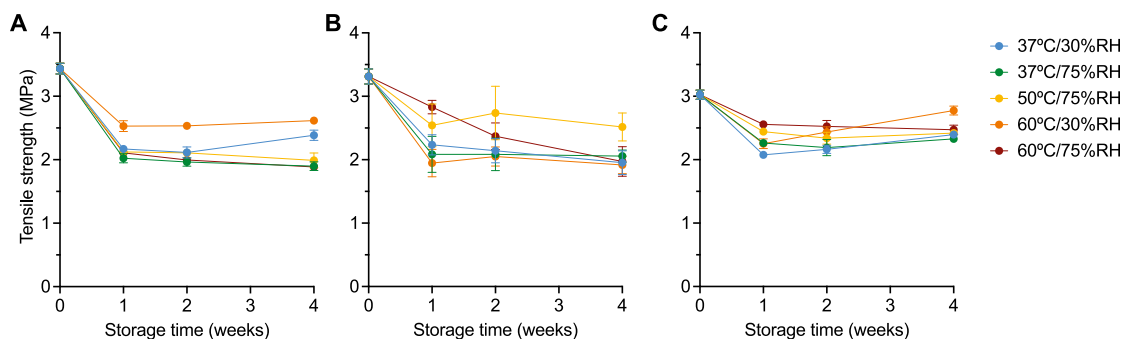 A
B
C
Tensile strength (MPa)
4
3
2
1
0
0 1 2 3 4
Storage time (weeks)
4
3
2
1
0
0 1 2 3 4
Storage time (weeks)
4
3
2
1
0
0 1 2 3 4
Storage time (weeks)
37ºC/30%RH
37ºC/75%RH
50ºC/75%RH
60ºC/30%RH
60ºC/75%RH